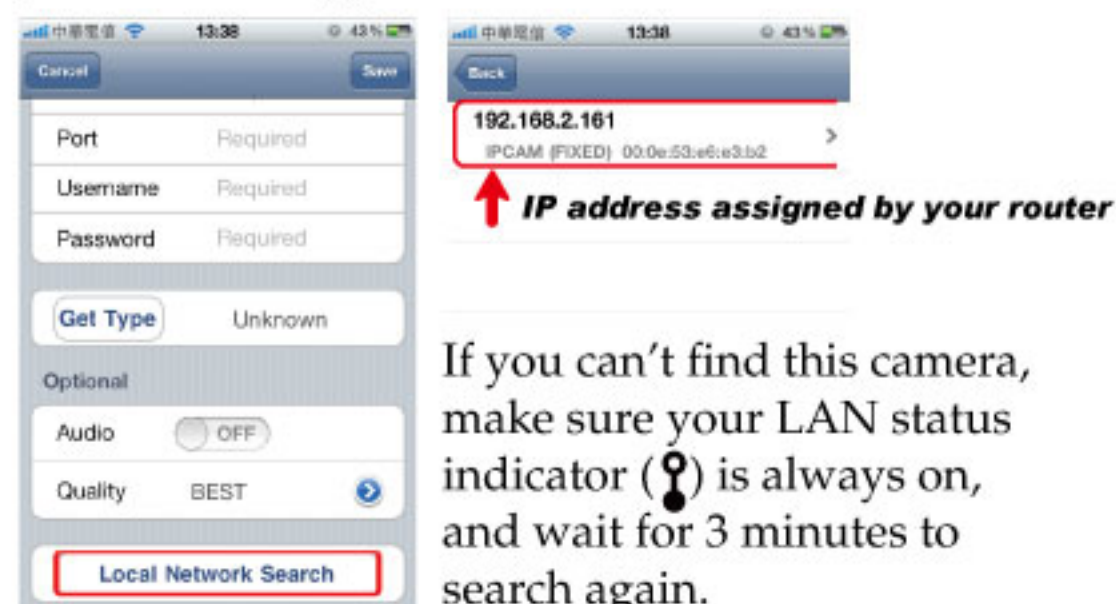 中華電信 13:38 43%
Cancel Save
Port Required
Username Required
Password Required
Get Type Unknown
Optional
Audio OFF
Quality BEST
Local Network Search
中華電信 13:38 43%
Back
192.168.2.161
IPCAM (FIXED) 00:0e:53:e6:e3:b2
IP address assigned by your router
If you can't find this camera,
make sure your LAN status
indicator ( ) is always on,
and wait for 3 minutes to
search again.